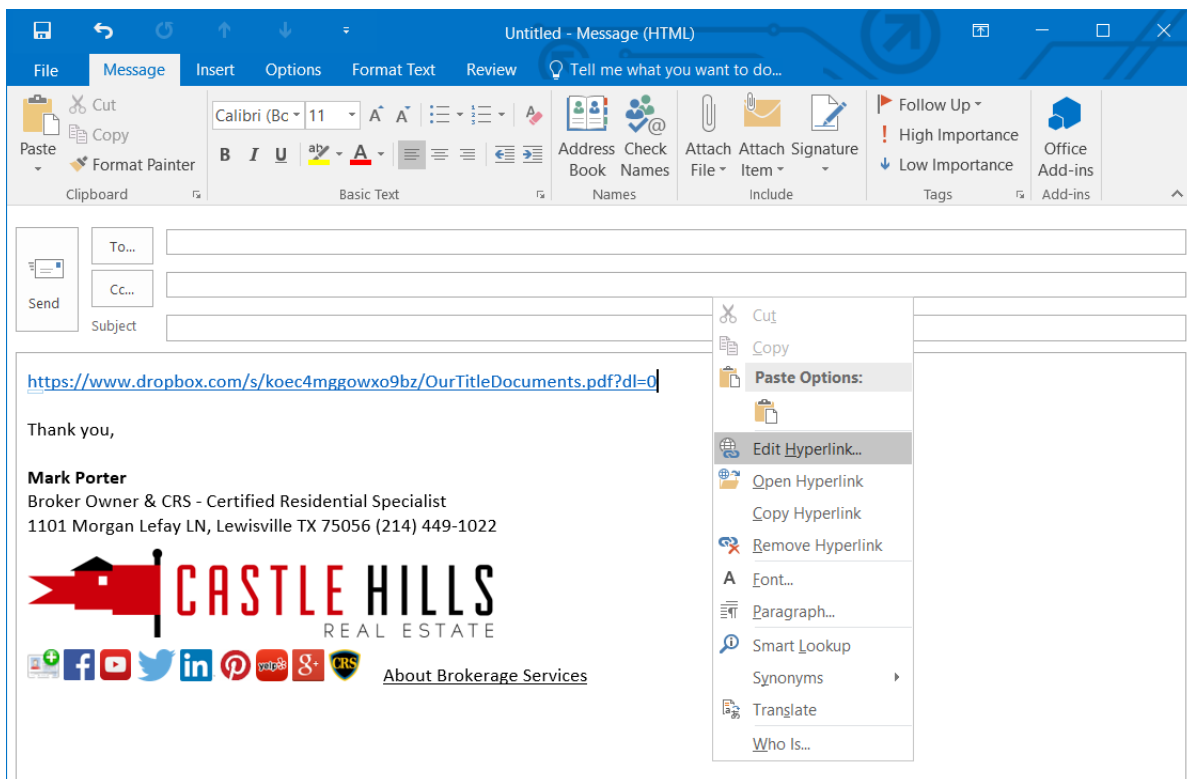 Untitled - Message (HTML)
File Message Insert Options Format Text Review Tell me what you want to do...
Paste
Cut
Copy
Format Painter
Clipboard
Calibri (Bc 11
B I U
Basic Text
Address Book
Check Names
Names
Attach File
Attach Item
Signature
Include
Follow Up
High Importance
Low Importance
Tags
Office Add-ins
Add-ins
Send
To...
Cc...
Subject
https://www.dropbox.com/s/koec4mggowxo9bz/OurTitleDocuments.pdf?dl=0
Thank you,
Mark Porter
Broker Owner & CRS - Certified Residential Specialist
1101 Morgan Lefay LN, Lewisville TX 75056 (214) 449-1022
CASTLE HILLS
REAL ESTATE
yelp
CRS
About Brokerage Services
Cut
Copy
Paste Options:
Edit Hyperlink...
Open Hyperlink
Copy Hyperlink
Remove Hyperlink
Font...
Paragraph...
Smart Lookup
Synonyms
Translate
Who Is...